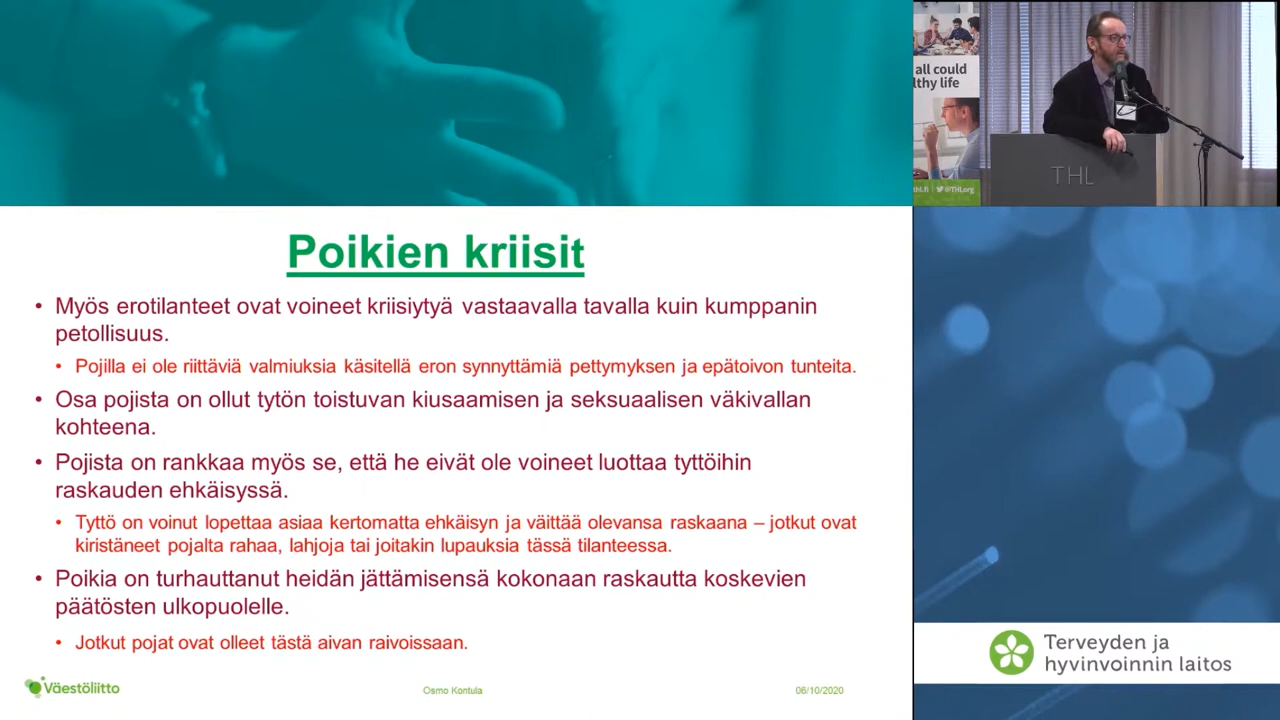 Poikien kriisit
• Myös erotilanteet ovat voineet kriisiytyä vastaavalla tavalla kuin kumppanin
petollisuus.
• Pojilla ei ole riittäviä valmiuksia käsitellä eron synnyttämiä pettymyksen ja epätoivon tunteita.
• Osa pojista on ollut tytön toistuvan kiusaamisen ja seksuaalisen väkivallan
kohteena.
• Pojista on rankkaa myös se, että he eivät ole voineet luottaa tyttöihin
raskauden ehkäisyssä.
• Tyttö on voinut lopettaa asiaa kertomatta ehkäisyn ja väittää olevansa raskaana – jotkut ovat
kiristäneet pojalta rahaa, lahjoja tai joitakin lupauksia tässä tilanteessa.
• Poikia on turhauttanut heidän jättämisensä kokonaan raskautta koskevien
päätösten ulkopuolelle.
• Jotkut pojat ovat olleet tästä aivan raivoissaan.
Väestöliitto
Osmo Kontula
06/10/2020
all could
lthy life
thl.fi | @THLorg
THL
Terveyden ja
hyvinvoinnin laitos